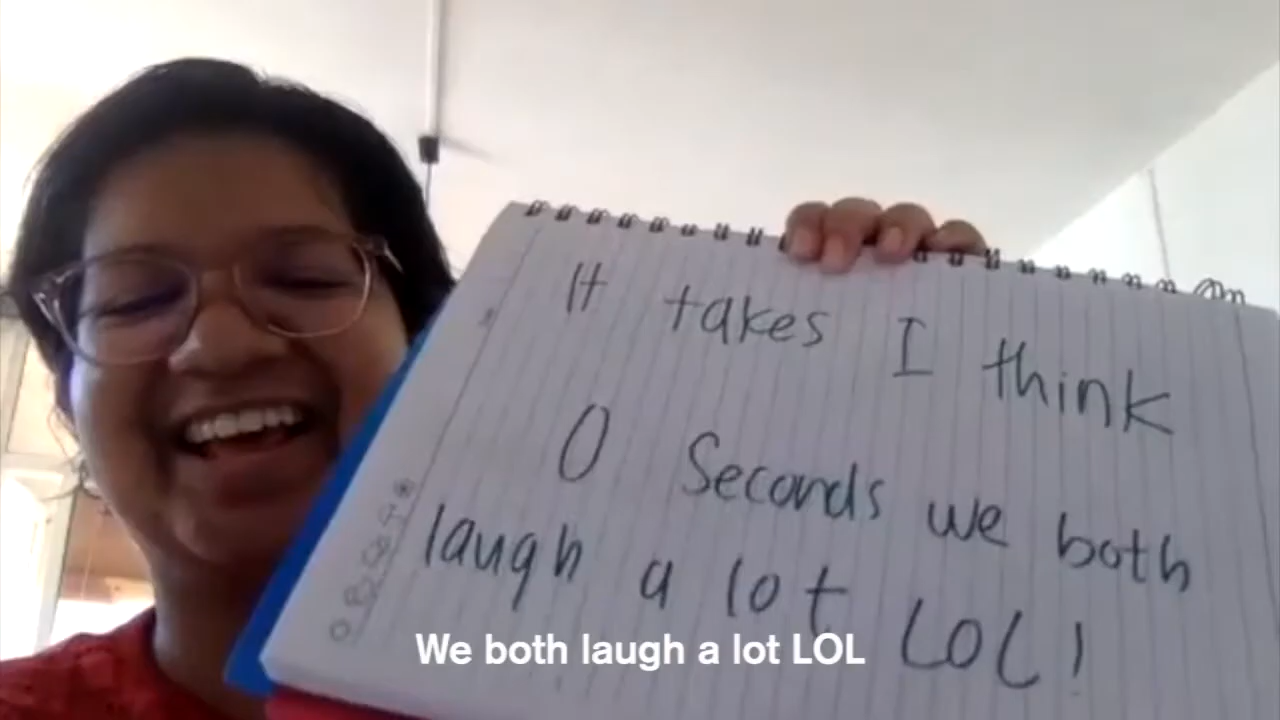 It takes I think
0 Seconds we both
laugh a lot LOL!
We both laugh a lot LOL